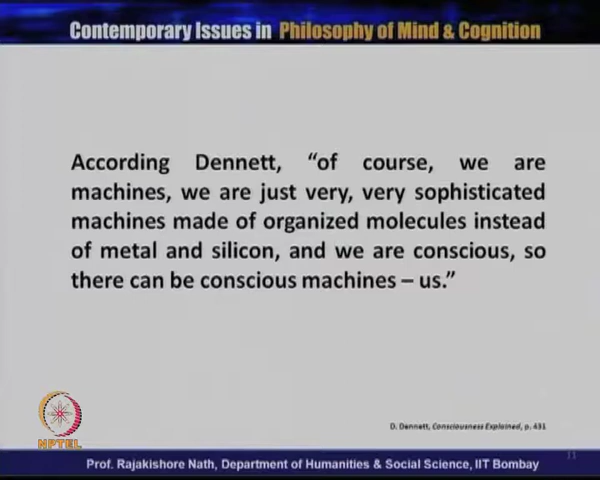 Contemporary Issues in Philosophy of Mind & Cognition
According Dennett, “of course, we are
machines, we are just very, very sophisticated
machines made of organized molecules instead
of metal and silicon, and we are conscious, so
there can be conscious machines – us.”
D. Dennett, Consciousness Explained, p. 431
NPTEL
11
Prof. Rajakishore Nath, Department of Humanities & Social Science, IIT Bombay